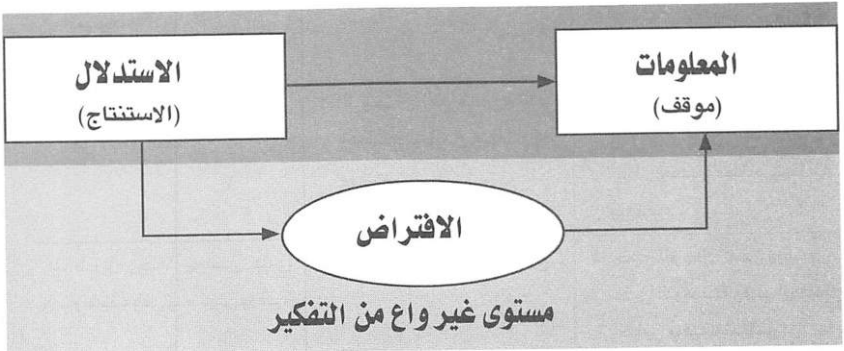 المعلومات
(موقف)
الاستدلال
(الاستنتاج)
الافتراض
مستوى غير واع من التفكير